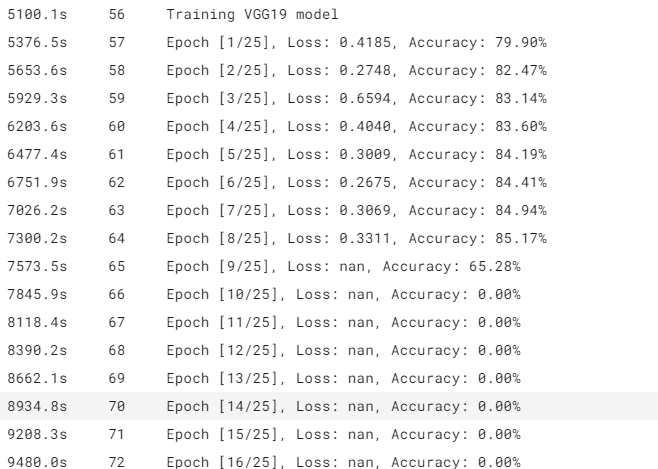 5100.1s 56 Training VGG19 model
5376.5s 57 Epoch [1/25], Loss: 0.4185, Accuracy: 79.90%
5653.6s 58 Epoch [2/25], Loss: 0.2748, Accuracy: 82.47%
5929.3s 59 Epoch [3/25], Loss: 0.6594, Accuracy: 83.14%
6203.6s 60 Epoch [4/25], Loss: 0.4040, Accuracy: 83.60%
6477.4s 61 Epoch [5/25], Loss: 0.3009, Accuracy: 84.19%
6751.9s 62 Epoch [6/25], Loss: 0.2675, Accuracy: 84.41%
7026.2s 63 Epoch [7/25], Loss: 0.3069, Accuracy: 84.94%
7300.2s 64 Epoch [8/25], Loss: 0.3311, Accuracy: 85.17%
7573.5s 65 Epoch [9/25], Loss: nan, Accuracy: 65.28%
7845.9s 66 Epoch [10/25], Loss: nan, Accuracy: 0.00%
8118.4s 67 Epoch [11/25], Loss: nan, Accuracy: 0.00%
8390.2s 68 Epoch [12/25], Loss: nan, Accuracy: 0.00%
8662.1s 69 Epoch [13/25], Loss: nan, Accuracy: 0.00%
8934.8s 70 Epoch [14/25], Loss: nan, Accuracy: 0.00%
9208.3s 71 Epoch [15/25], Loss: nan, Accuracy: 0.00%
9480.0s 72 Epoch [16/25], Loss: nan, Accuracy: 0.00%